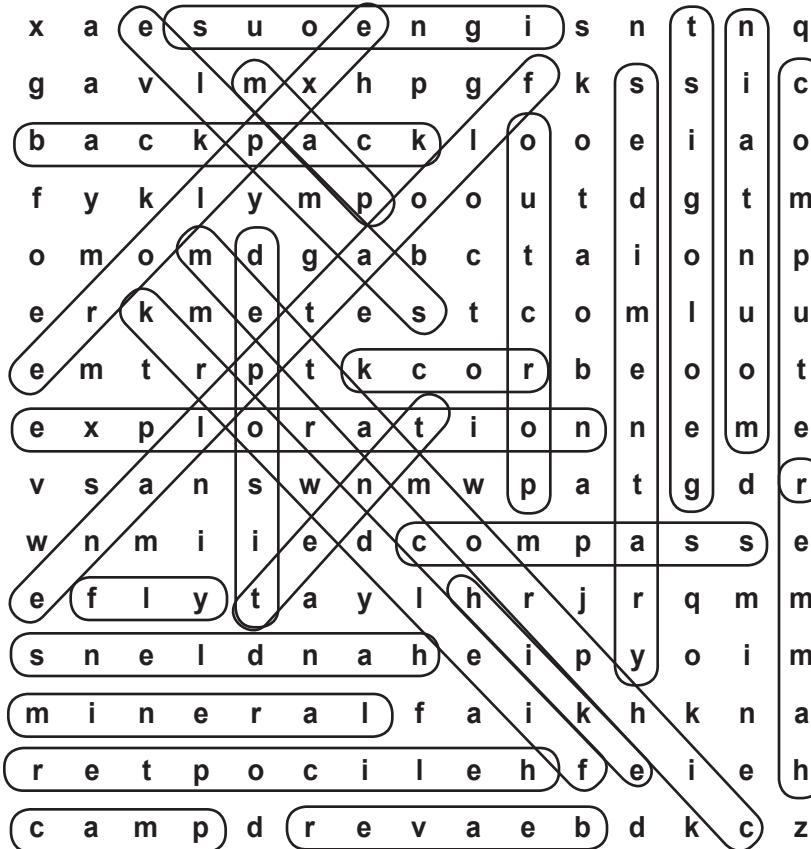 x a e s u o e n g i s n t n q
g a v l m x h p g f k s s i c
b a c k p a c k l o o e i a o
f y k l y m p o o u t d g t m
o m o m d g a b c t a i o n p
e r k m e t e s t c o m l u u
e m t r p t k c o r b e o o t
e x p l o r a t i o n n e m e
v s a n s w n m w p a t g d r
w n m i i e d c o m p a s s e
e f l y t a y l h r j r q m m
s n e l d n a h e i p y o i m
m i n e r a l f a i k h k n a
r e t p o c i l e h f e i e h
c a m p d r e v a e b d k c z